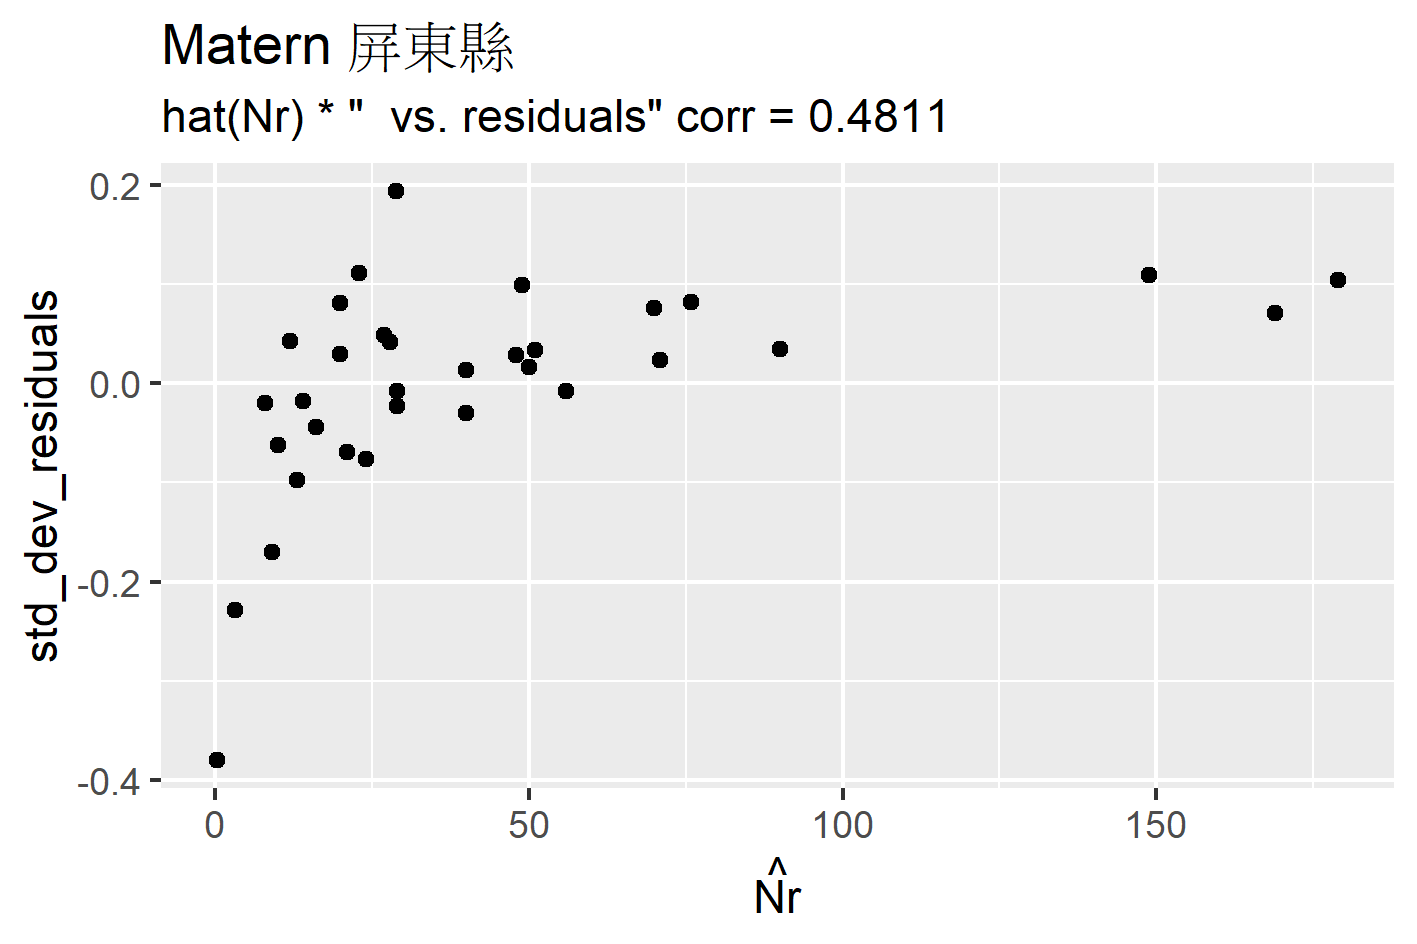 Matern 屏東縣
hat(Nr) * "  vs. residuals" corr = 0.4811
std_dev_residuals
0.2
0.0
-0.2
-0.4
0 50 100 150
N̂r